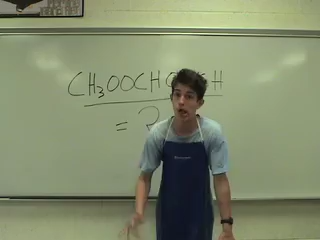 CH₃OOCH
H
= ?